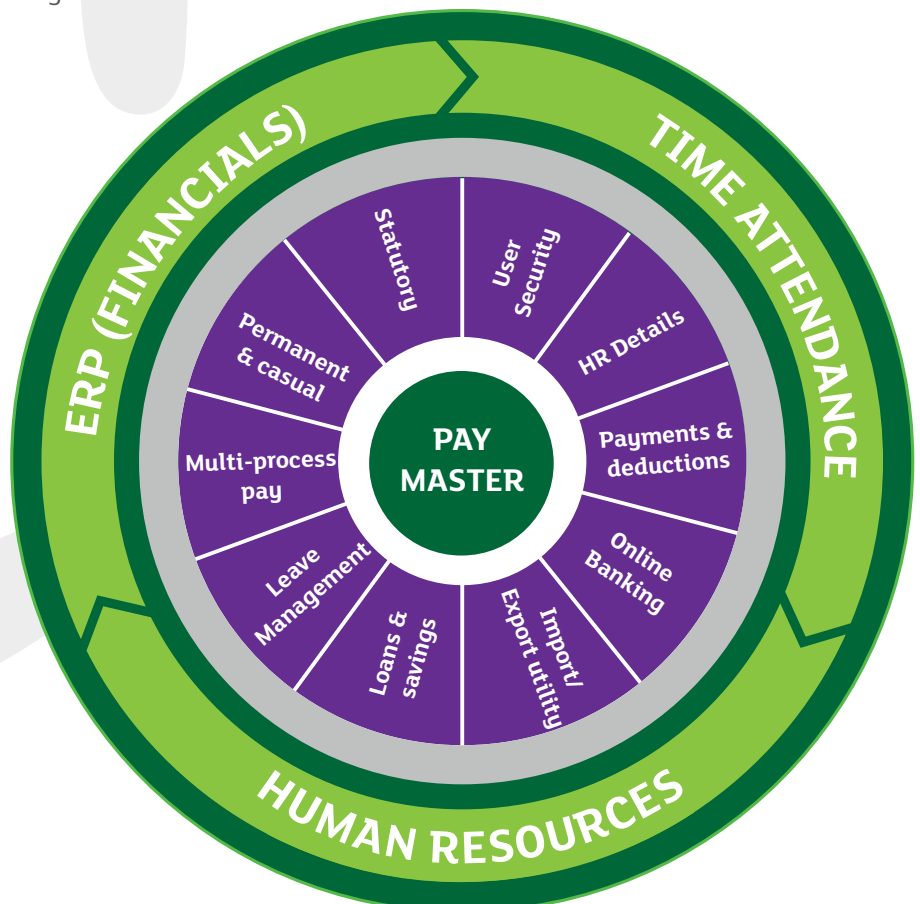 ERP (FINANCIALS)
TIME ATTENDANCE
HUMAN RESOURCES
Statutory
User
Security
HR Details
Payments &
deductions
Online
Banking
Import/
Export utility
Loans &
savings
Leave
Management
Multi-process
pay
Permanent
& casual
PAY
MASTER